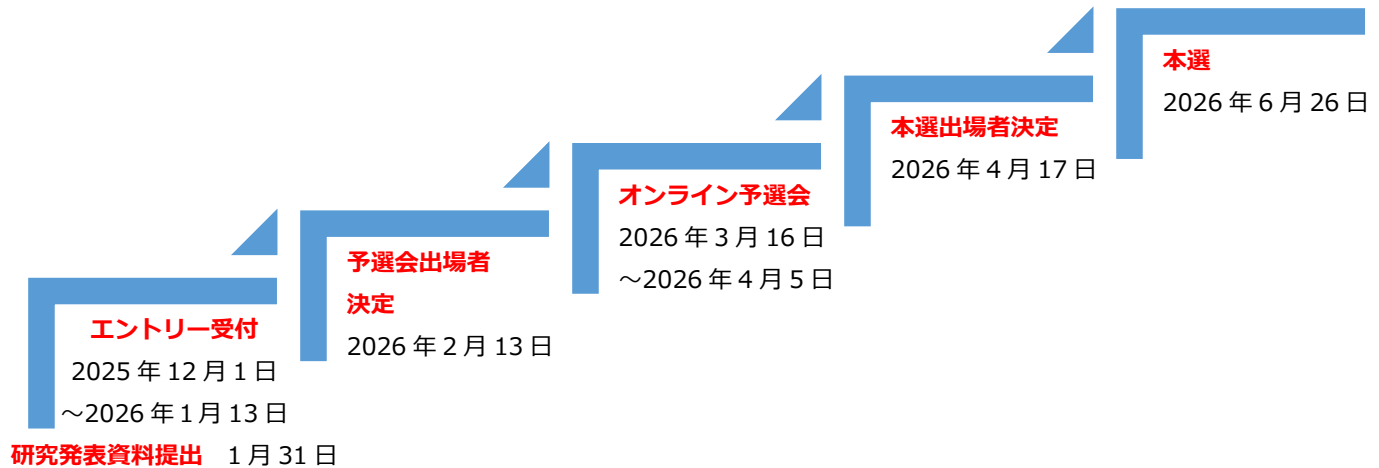 エントリー受付
2025年12月1日
～2026年1月13日
研究発表資料提出　1月31日
予選会出場者
決定
2026年2月13日
オンライン予選会
2026年3月16日
～2026年4月5日
本選出場者決定
2026年4月17日
本選
2026年6月26日